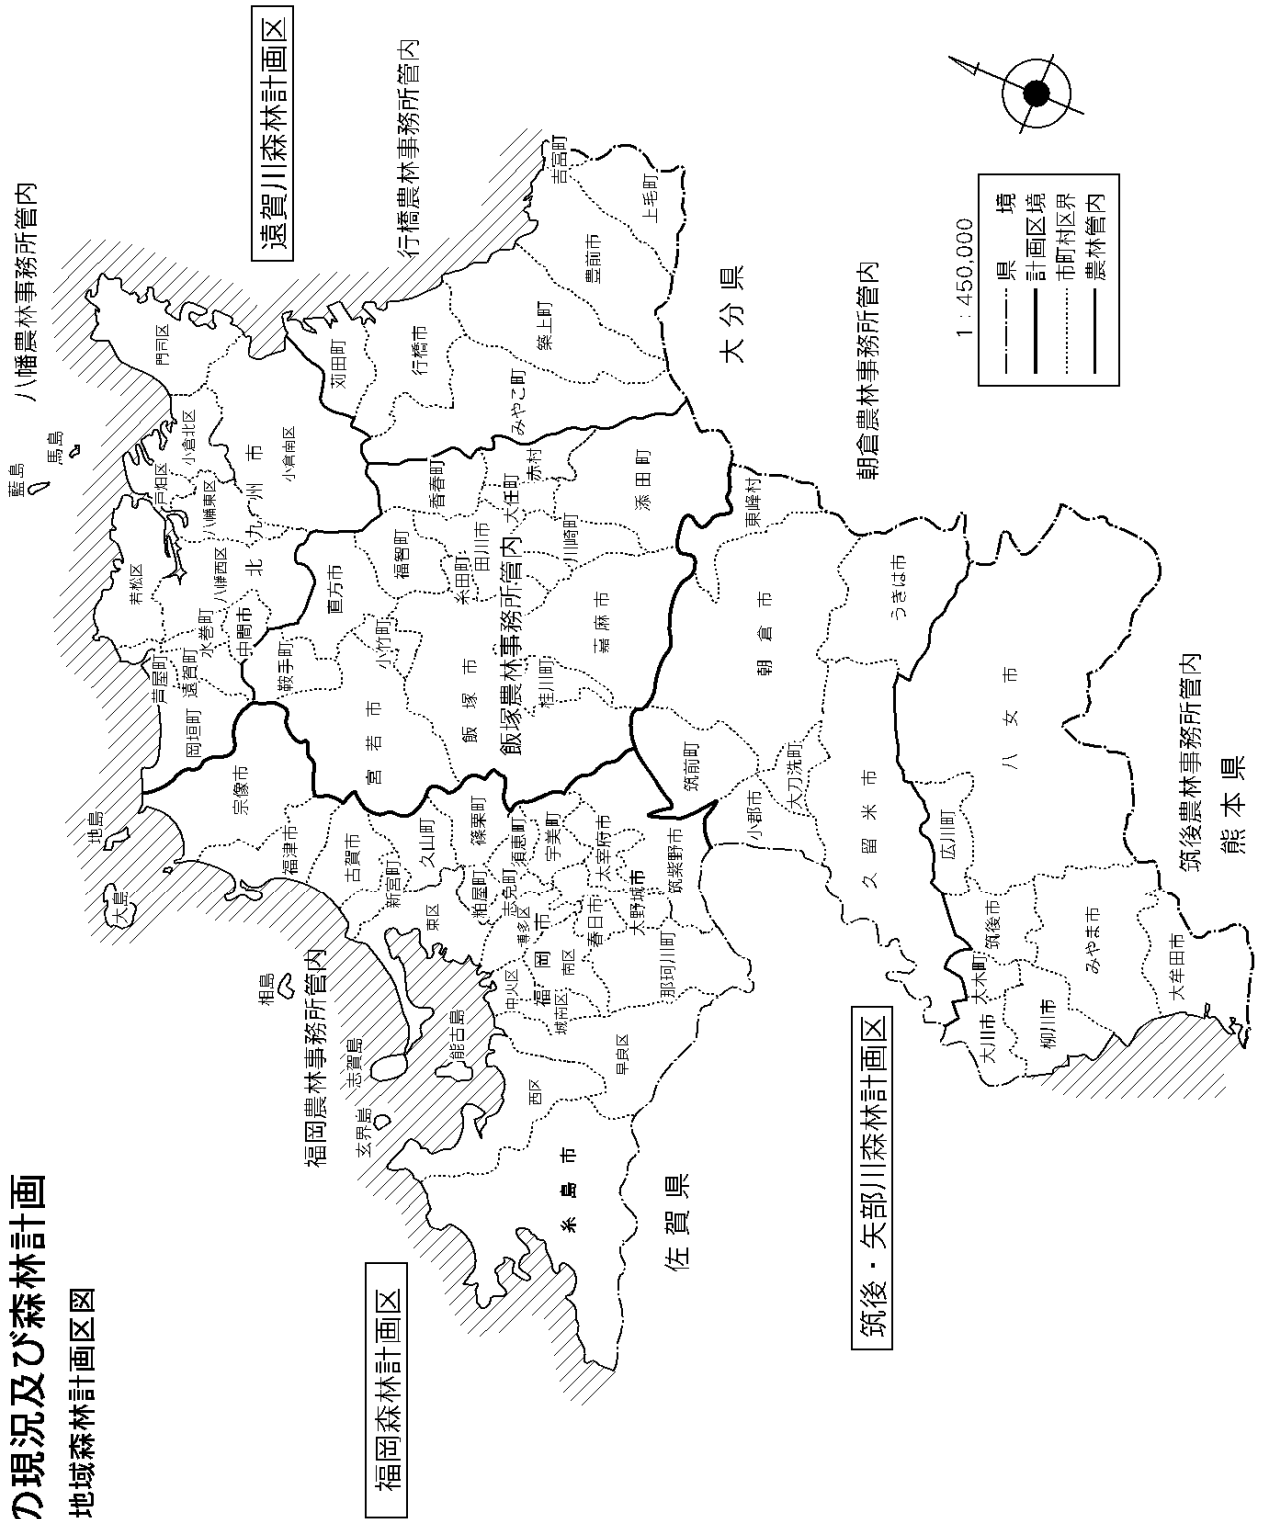 の現況及び森林計画
地域森林計画区図
福岡森林計画区
遠賀川森林計画区
筑後・矢部川森林計画区
八幡農林事務所管内
行橋農林事務所管内
福岡農林事務所管内
飯塚農林事務所管内
朝倉農林事務所管内
筑後農林事務所管内
大分県
熊本県
佐賀県
藍島
馬島
地島
大島
相島
志賀島
能古島
玄界島
北九州市
門司区
小倉北区
小倉南区
戸畑区
八幡東区
八幡西区
若松区
芦屋町
水巻町
遠賀町
岡垣町
中間市
苅田町
行橋市
みやこ町
築上町
豊前市
吉富町
上毛町
鞍手町
直方市
小竹町
宮若市
福智町
香春町
糸田町
田川市
大任町
赤村
川崎町
添田町
飯塚市
桂川町
嘉麻市
宗像市
福津市
古賀市
新宮町
久山町
篠栗町
粕屋町
須恵町
志免町
宇美町
太宰府市
大野城市
筑紫野市
春日市
那珂川町
福岡市
東区
博多区
中央区
南区
城南区
早良区
西区
糸島市
東峰村
朝倉市
筑前町
うきは市
大刀洗町
小郡市
久留米市
八女市
広川町
筑後市
大木町
大川市
柳川市
みやま市
大牟田市
1:450,000
県境
計画区境
市町村区界
農林管内